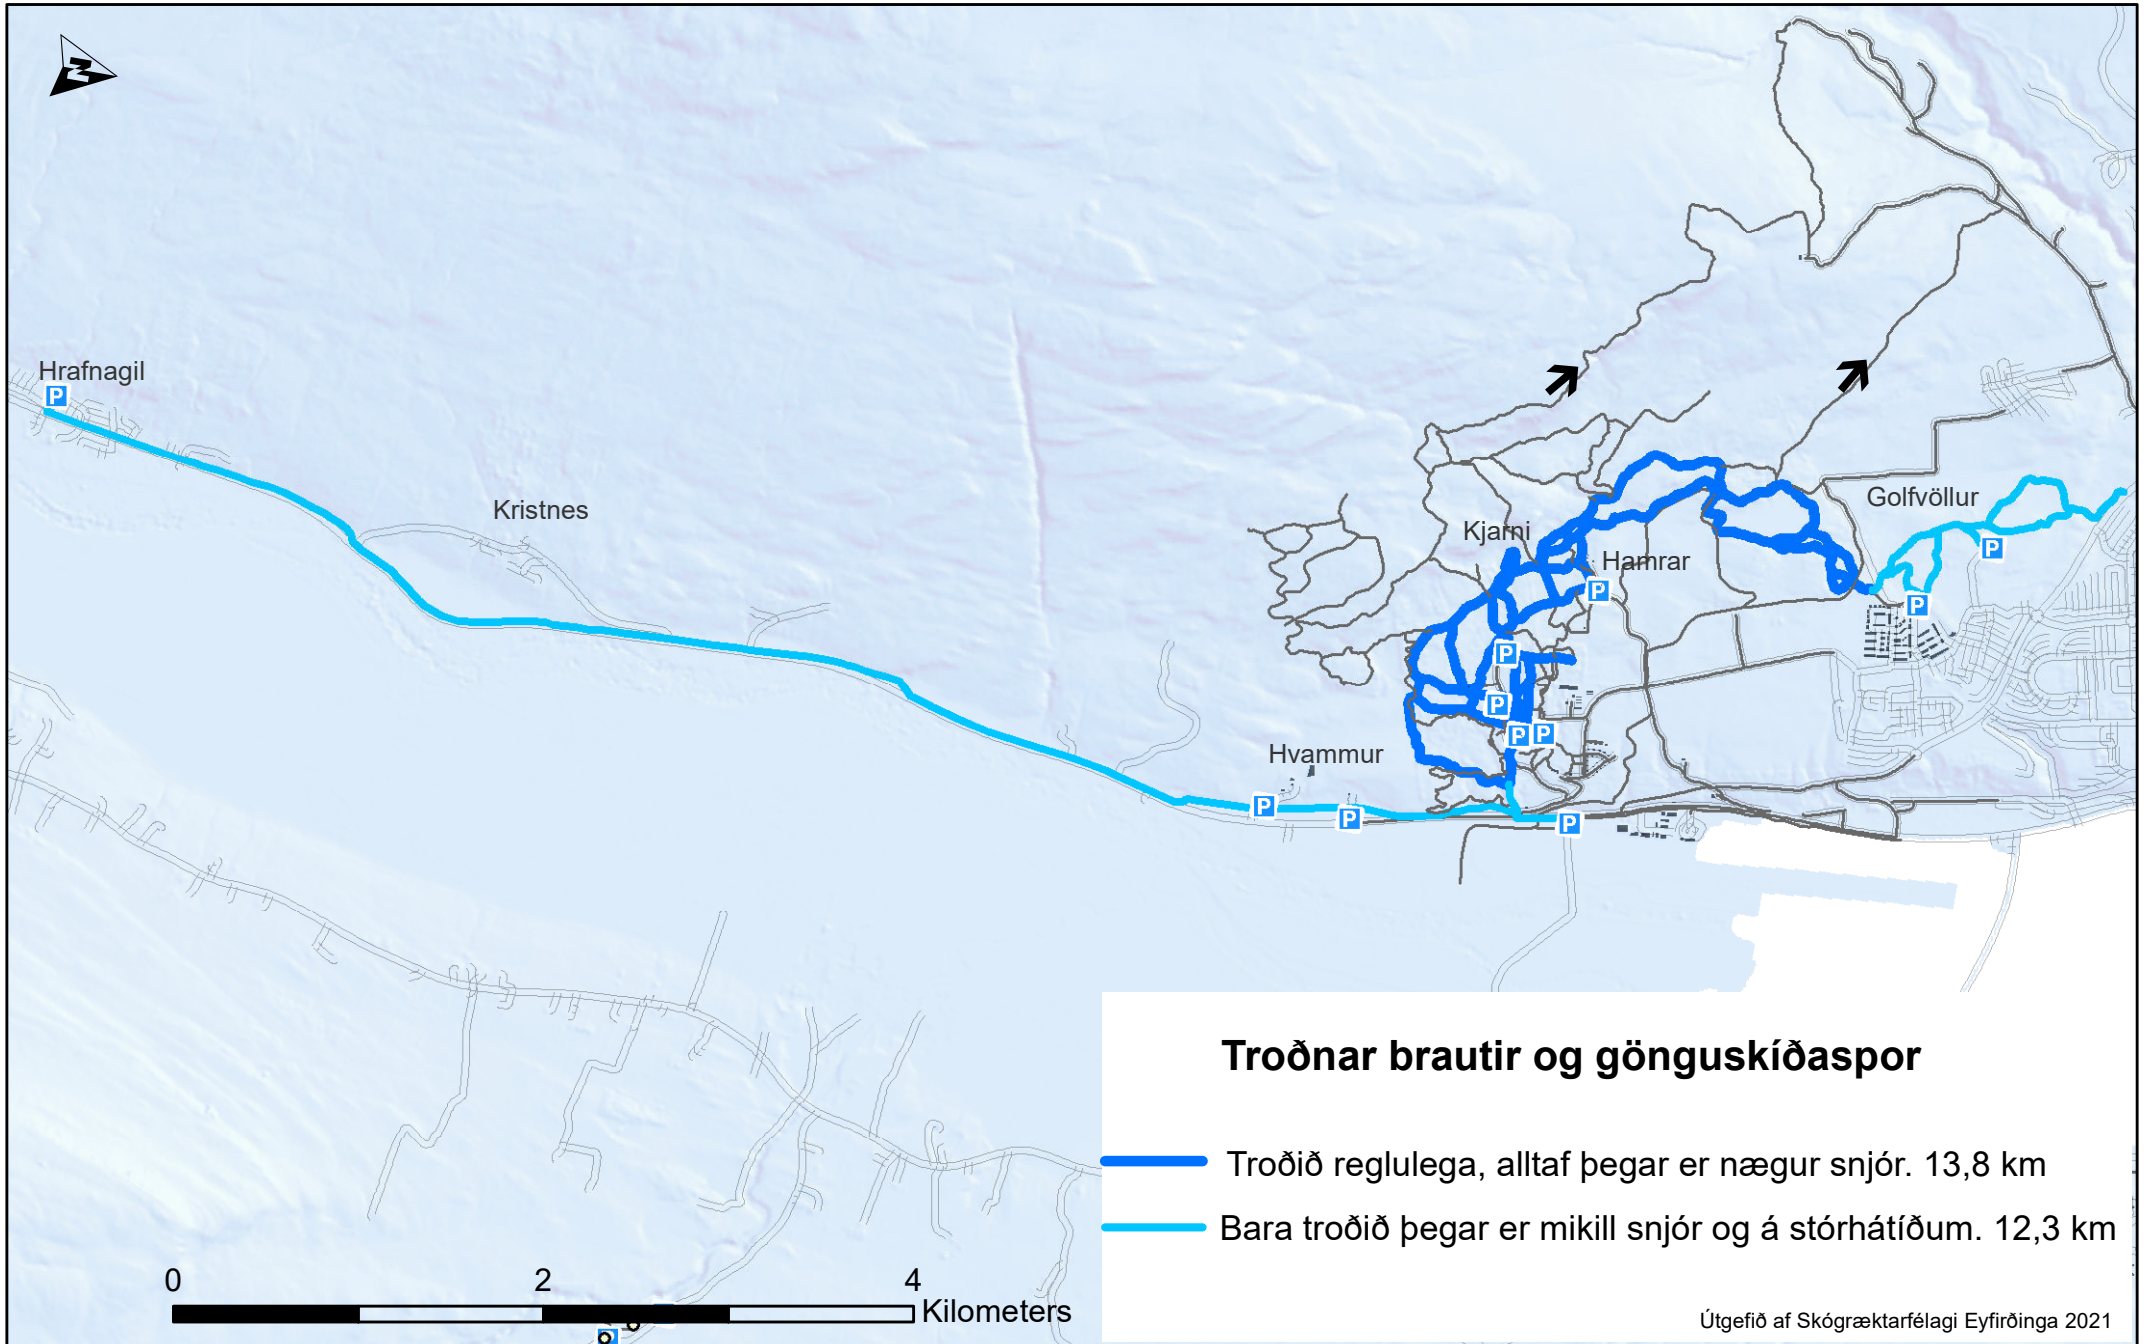 N
Hrafnagil
P
Kristnes
Golfvöllur
Kjarni
P
Hamrar
P
P
P
P
P
P
Hvammur
P
P
P
Troðnar brautir og gönguskíðaspor
Troðið reglulega, alltaf þegar er nægur snjór. 13,8 km
Bara troðið þegar er mikill snjór og á stórhátíðum. 12,3 km
0 2 4
Kilometers
Útgefið af Skógræktarfélagi Eyfirðinga 2021